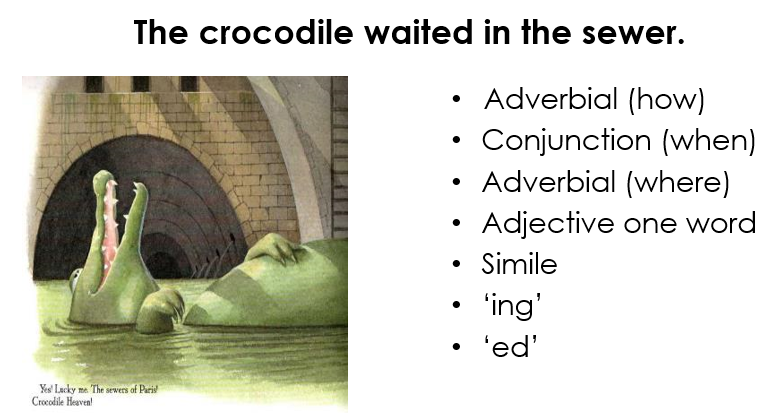 The crocodile waited in the sewer.
• Adverbial (how)
• Conjunction (when)
• Adverbial (where)
• Adjective one word
• Simile
• ‘ing’
• ‘ed’
Yes! Lucky me. The sewers of Paris!
Crocodile Heaven!